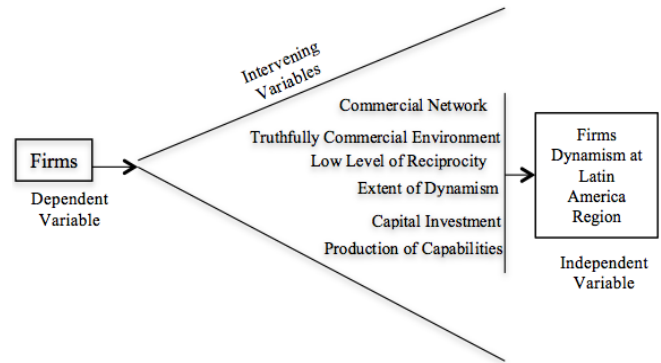 Intervening
Variables
Commercial Network
Truthfully Commercial Environment
Low Level of Reciprocity
Extent of Dynamism
Capital Investment
Production of Capabilities
Firms
Dependent
Variable
Firms
Dynamism at
Latin
America
Region
Independent
Variable